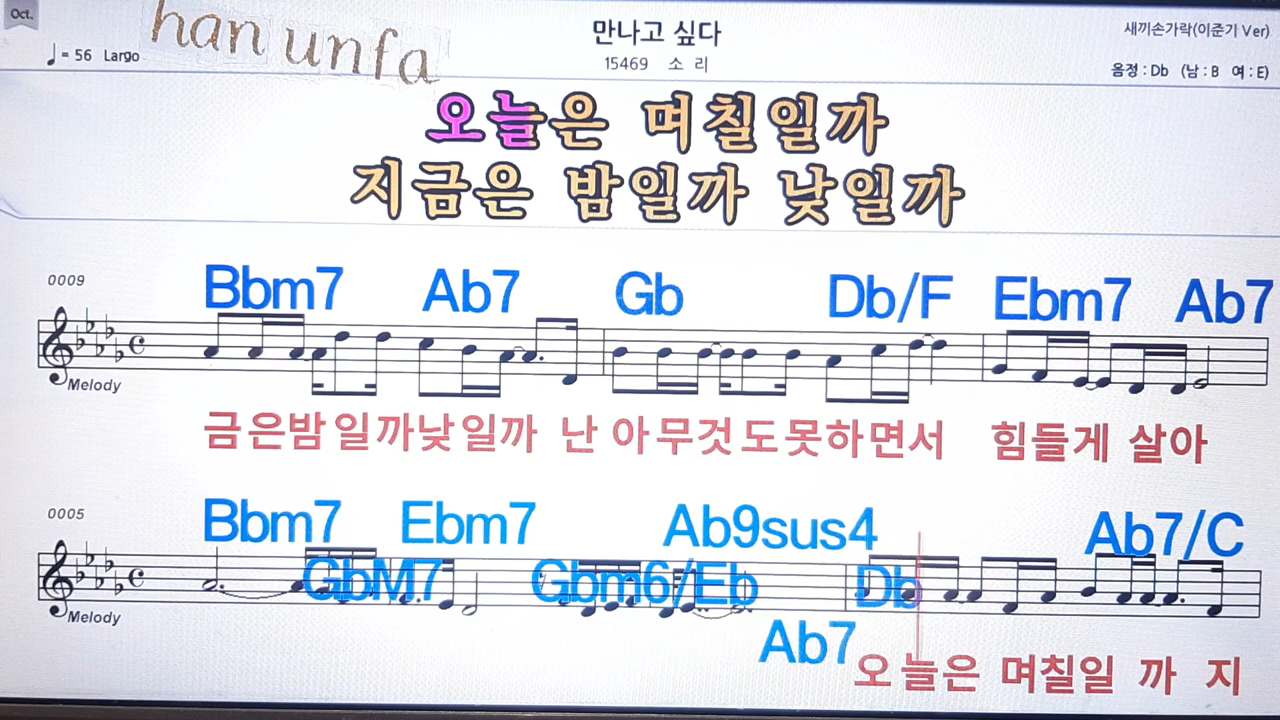 Oct.
han unfa
만나고 싶다
새끼손가락(이준기 Ver)
♩= 56 Largo
15469 소 리
음정 : Db (남 : B 여 : E)
오늘은 며칠일까
지금은 밤일까 낮일까
0009
Bbm7 Ab7 Gb Db/F Ebm7 Ab7
Melody
금은밤일까낮일까 난 아무것도못하면서 힘들게 살아
0005
Bbm7 Ebm7 Ab9sus4 Ab7/C
GbM7 Gbm6/Eb Db
Melody
Ab7
오늘은 며칠일 까 지